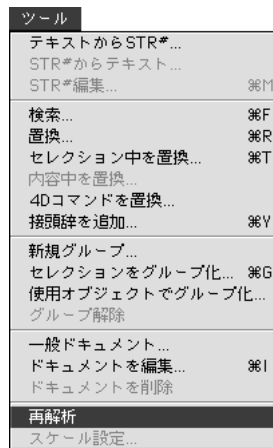 ツール
テキストからSTR#...
STR#からテキスト...
STR#編集... ⌘M
検索... ⌘F
置換... ⌘R
セレクション中を置換... ⌘T
内容中を置換...
4Dコマンドを置換...
接頭辞を追加... ⌘Y
新規グループ...
セレクションをグループ化... ⌘G
使用オブジェクトでグループ化...
グループ解除
一般ドキュメント...
ドキュメントを編集... ⌘I
ドキュメントを削除
再解析
スケール設定...